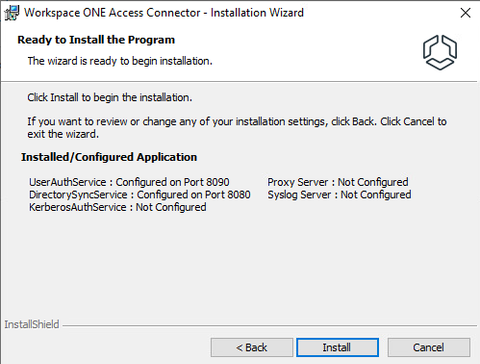 Workspace ONE Access Connector - Installation Wizard
Ready to Install the Program
The wizard is ready to begin installation.
Click Install to begin the installation.
If you want to review or change any of your installation settings, click Back. Click Cancel to
exit the wizard.
Installed/Configured Application
UserAuthService : Configured on Port 8090 Proxy Server : Not Configured
DirectorySyncService : Configured on Port 8080 Syslog Server : Not Configured
KerberosAuthService : Not Configured
InstallShield
< Back Install Cancel